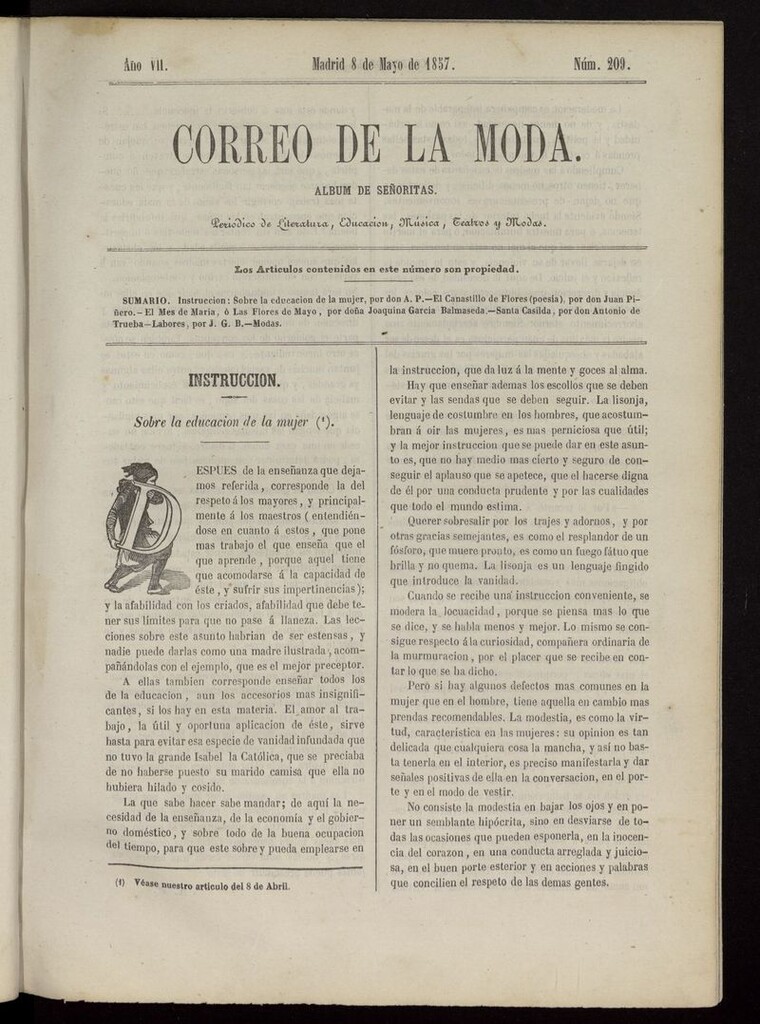 Año VII. Madrid 8 de Mayo de 1857. Núm. 209.
CORREO DE LA MODA.
ALBUM DE SEÑORITAS.
Periódico de Literatura, Educacion, Música, Teatros y Modas.
Los Articulos contenidos en este número son propiedad.
SUMARIO. Instruccion: Sobre la educacion de la mujer, por don A. P.—El Canastillo de Flores (poesía), por don Juan Pi-
ñero.—El Mes de Maria, ó Las Flores de Mayo, por doña Joaquina Garcia Balmaseda.—Santa Casilda, por don Antonio de
Trueba—Labores, por J. G. B.—Modas.
INSTRUCCION.
Sobre la educacion de la mujer (1).
DESPUES de la enseñanza que deja-
mos referida, corresponde la del
respeto á los mayores, y principal-
mente á los maestros (entendién-
dose en cuanto á estos, que pone
mas trabajo el que enseña que el
que aprende, porque aquel tiene
que acomodarse á la capacidad de
éste, y sufrir sus impertinencias);
y la afabilidad con los criados, afabilidad que debe te-
ner sus límites para que no pase á llaneza. Las lec-
ciones sobre este asunto habrian de ser estensas, y
nadie puede darlas como una madre ilustrada, acom-
pañándolas con el ejemplo, que es el mejor preceptor.
A ellas tambien corresponde enseñar todos los
de la educacion, aun los accesorios mas insignifi-
cantes, si los hay en esta materia. El amor al tra-
bajo, la útil y oportuna aplicacion de éste, sirve
hasta para evitar esa especie de vanidad infundada que
no tuvo la grande Isabel la Católica, que se preciaba
de no haberse puesto su marido camisa que ella no
hubiera hilado y cosido.
La que sabe hacer sabe mandar; de aquí la ne-
cesidad de la enseñanza, de la economía y el gobier-
no doméstico, y sobre todo de la buena ocupacion
del tiempo, para que este sobre y pueda emplearse en
(1) Véase nuestro articulo del 8 de Abril.
la instruccion, que da luz á la mente y goces al alma.
Hay que enseñar ademas los escollos que se deben
evitar y las sendas que se deben seguir. La lisonja,
lenguaje de costumbre en los hombres, que acostum-
bran á oir las mujeres, es mas perniciosa que útil;
y la mejor instruccion que se puede dar en este asun-
to es, que no hay medio mas cierto y seguro de con-
seguir el aplauso que se apetece, que el hacerse digna
de él por una conducta prudente y por las cualidades
que todo el mundo estima.
Querer sobresalir por los trajes y adornos, y por
otras gracias semejantes, es como el resplandor de un
fósforo, que muere pronto, es como un fuego fátuo que
brilla y no quema. La lisonja es un lenguaje fingido
que introduce la vanidad.
Cuando se recibe una instruccion conveniente, se
modera la locuacidad, porque se piensa mas lo que
se dice, y se habla menos y mejor. Lo mismo se con-
sigue respecto á la curiosidad, compañera ordinaria de
la murmuracion, por el placer que se recibe en con-
tar lo que se ha dicho.
Pero si hay algunos defectos mas comunes en la
mujer que en el hombre, tiene aquella en cambio mas
prendas recomendables. La modestia, es como la vir-
tud, característica en las mujeres: su opinion es tan
delicada que cualquiera cosa la mancha, y así no bas-
ta tenerla en el interior, es preciso manifestarla y dar
señales positivas de ella en la conversacion, en el por-
te y en el modo de vestir.
No consiste la modestia en bajar los ojos y en po-
ner un semblante hipócrita, sino en desviarse de to-
das las ocasiones que pueden esponerla, en la inocen-
cia del corazon, en una conducta arreglada y juicio-
sa, en el buen porte esterior y en acciones y palabras
que concilien el respeto de las demas gentes.